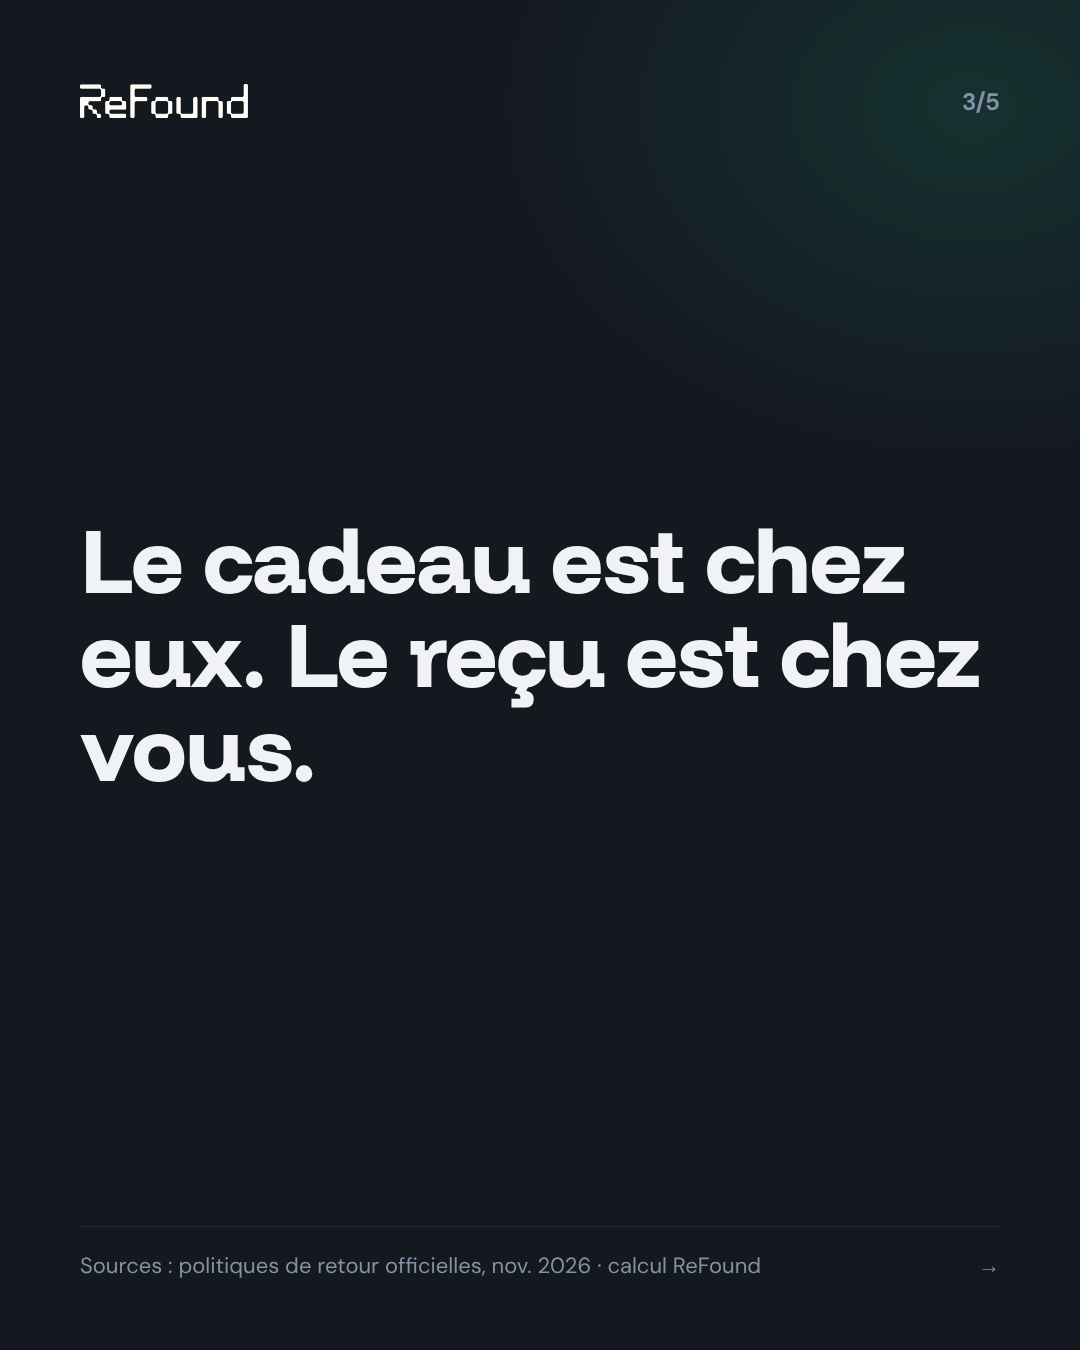 ReFound
3/5
Le cadeau est chez
eux. Le reçu est chez
vous.
Sources : politiques de retour officielles, nov. 2026 · calcul ReFound
→